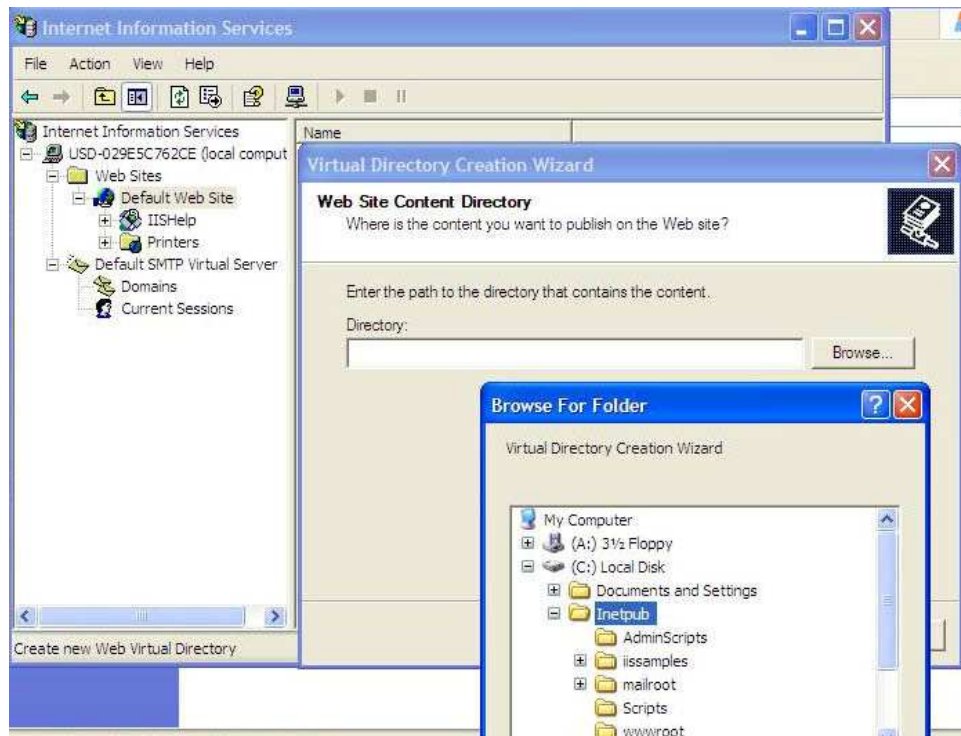 Internet Information Services
File Action View Help
Internet Information Services
USD-029E5C762CE (local comput
Web Sites
Default Web Site
IISHelp
Printers
Default SMTP Virtual Server
Domains
Current Sessions
Create new Web Virtual Directory
Name
Virtual Directory Creation Wizard
Web Site Content Directory
Where is the content you want to publish on the Web site?
Enter the path to the directory that contains the content.
Directory:
Browse...
Browse For Folder
Virtual Directory Creation Wizard
My Computer
(A:) 3½ Floppy
(C:) Local Disk
Documents and Settings
Inetpub
AdminScripts
iissamples
mailroot
Scripts
wwwroot